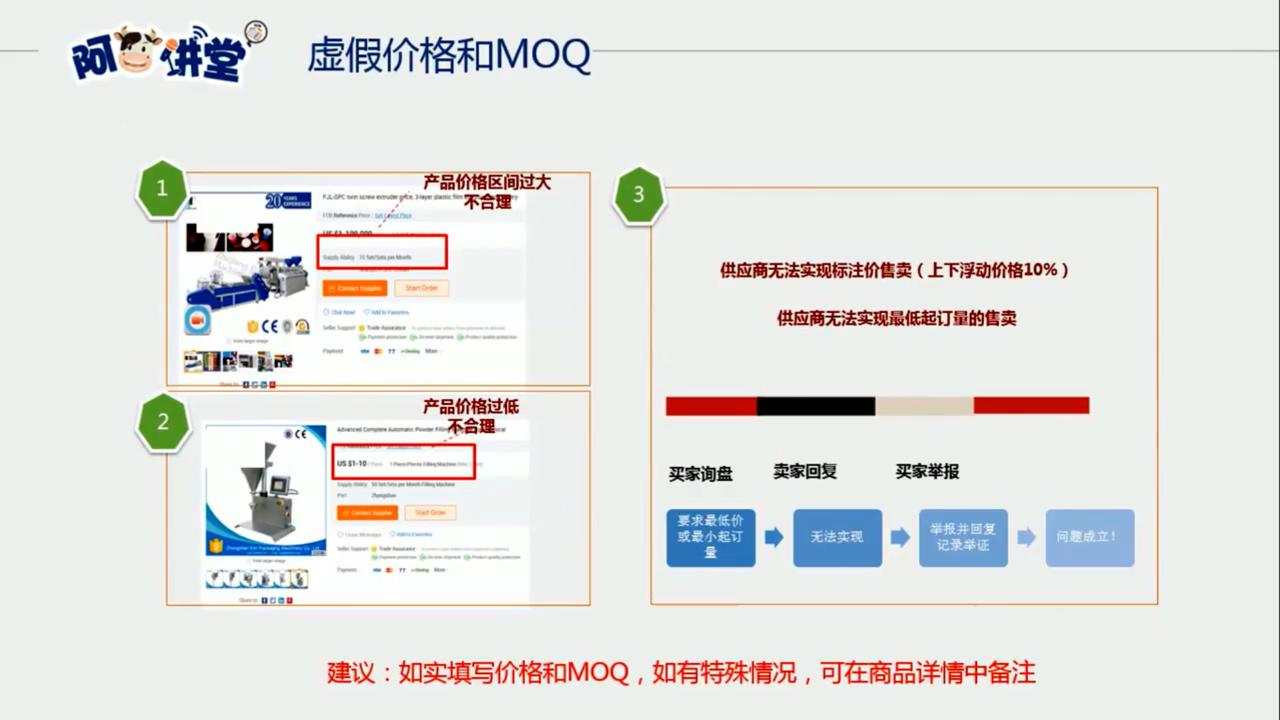 阿牛讲堂
虚假价格和MOQ
1
产品价格区间过大
不合理
20 YEARS
EXPERIENCE
FJL-GPC twin screw extruder price, 3-layer plastic film
FOB Reference Price: Get Latest Price
US $1-100,000
Supply Ability: 10 Set/Sets per Month
Contact Supplier
Start Order
Chat Now!
Add to Favorites
Seller Support: Trade Assurance
Payment protection
On-time shipment
Product quality protection
Payment:
VISA
TT
e-Checking
More
View larger image
Share to:
2
产品价格过低
不合理
Advanced Complete Automatic Powder Filling
US $1-10 / Piece
1 Piece/Pieces Filling Machine
Supply Ability: 50 Set/Sets per Month Filling Machine
Port: Zhongshan
Contact Supplier
Start Order
Leave Messages
Add to Favorites
Seller Support: Trade Assurance
Payment protection
On-time shipment
Product quality protection
Payment:
VISA
TT
e-Checking
More
View larger image
Share to:
3
供应商无法实现标注价售卖（上下浮动价格10%）
供应商无法实现最低起订量的售卖
买家询盘
卖家回复
买家举报
要求最低价
或最小起订
量
无法实现
举报并回复
记录举证
问题成立！
建议：如实填写价格和MOQ，如有特殊情况，可在商品详情中备注